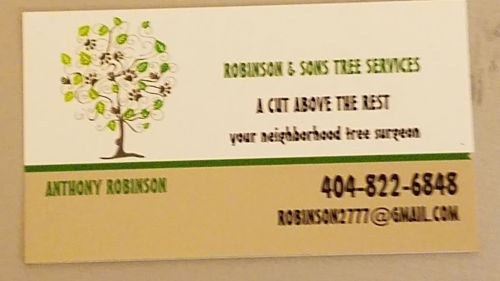 ROBINSON & SONS TREE SERVICES
A CUT ABOVE THE REST
your neighborhood tree surgeon
ANTHONY ROBINSON
404-822-6848
ROBINSON2777@GMAIL.COM